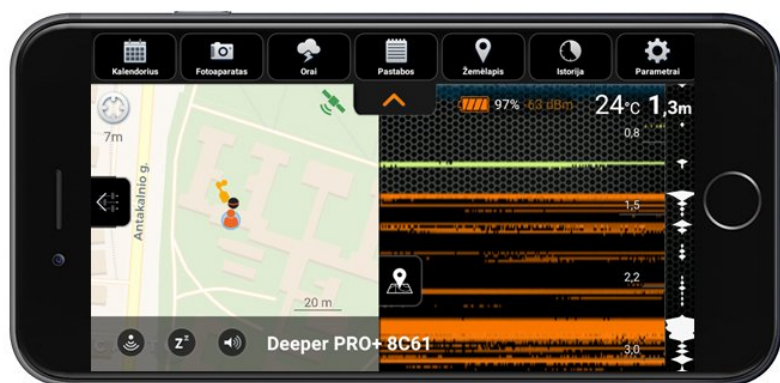 Kalendorius
Fotoaparatas
Orai
Pastabos
Žemėlapis
Istorija
Parametrai
7m
97% -63 dBm
24°C 1,3m
0,8
Antakalnio g.
1,5
2,2
20 m
Zz
Deeper PRO+ 8C61
3,0